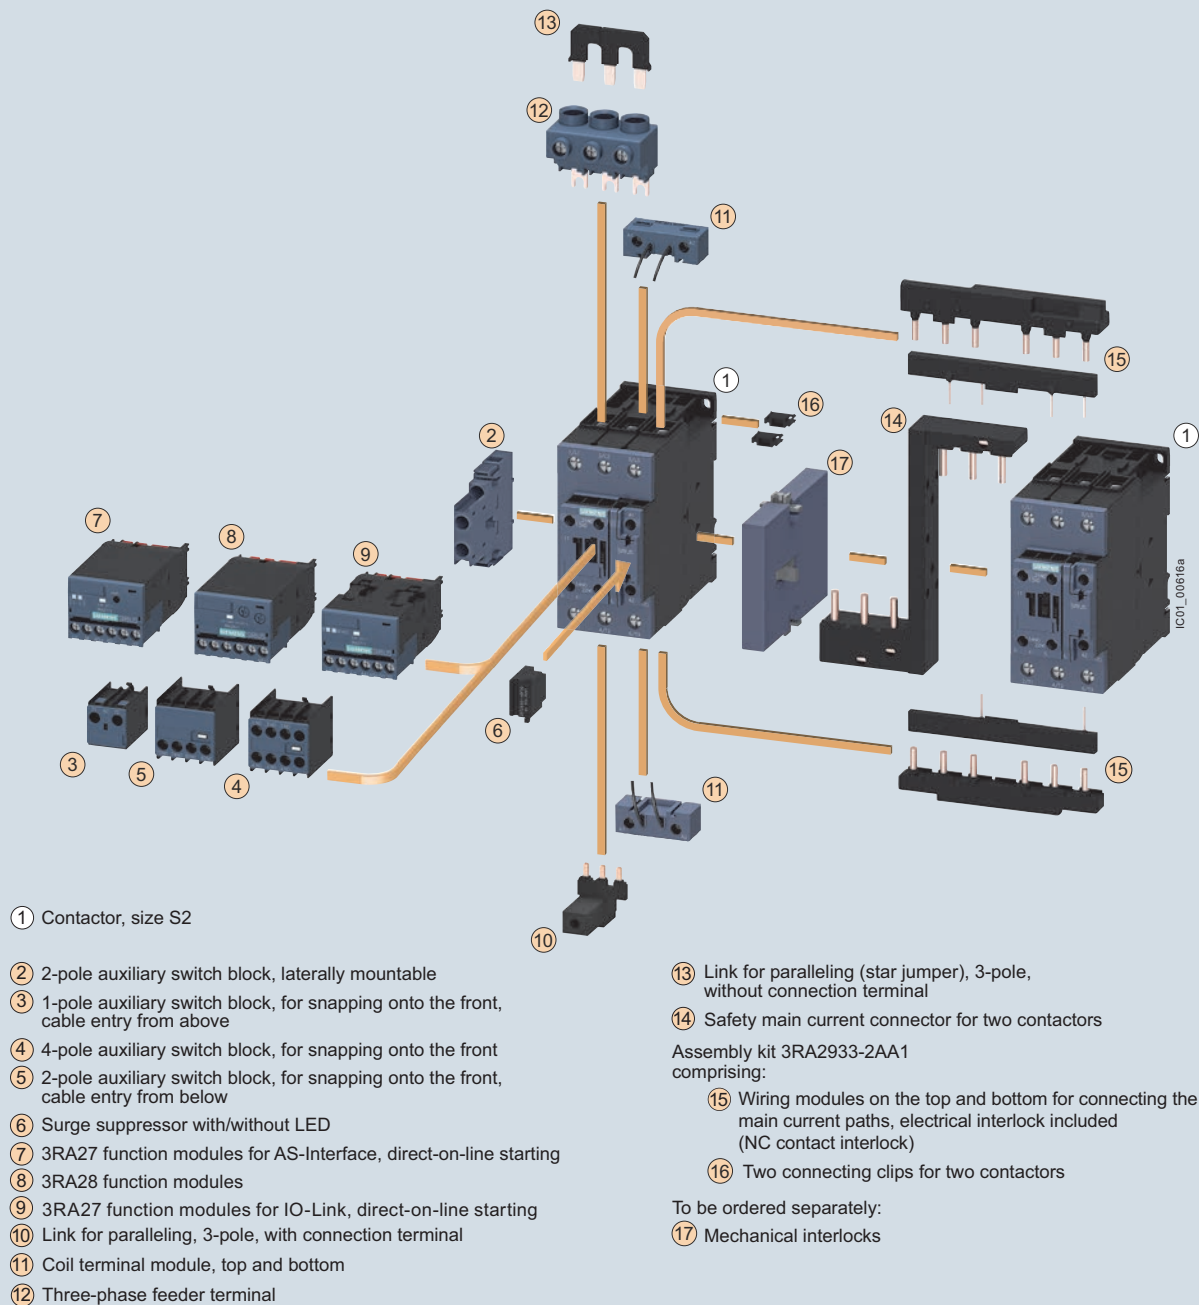 13
12
11
1
16
15
14
2
17
1
7
8
9
IC01_00616a
6
3
5
4
11
15
10
SIEMENS
SIEMENS
SIEMENS
SIEMENS
SIRIUS
SIRIUS
1 Contactor, size S2
2 2-pole auxiliary switch block, laterally mountable
3 1-pole auxiliary switch block, for snapping onto the front,
cable entry from above
4 4-pole auxiliary switch block, for snapping onto the front
5 2-pole auxiliary switch block, for snapping onto the front,
cable entry from below
6 Surge suppressor with/without LED
7 3RA27 function modules for AS-Interface, direct-on-line starting
8 3RA28 function modules
9 3RA27 function modules for IO-Link, direct-on-line starting
10 Link for paralleling, 3-pole, with connection terminal
11 Coil terminal module, top and bottom
12 Three-phase feeder terminal
13 Link for paralleling (star jumper), 3-pole,
without connection terminal
14 Safety main current connector for two contactors
Assembly kit 3RA2933-2AA1
comprising:
15 Wiring modules on the top and bottom for connecting the
main current paths, electrical interlock included
(NC contact interlock)
16 Two connecting clips for two contactors
To be ordered separately:
17 Mechanical interlocks